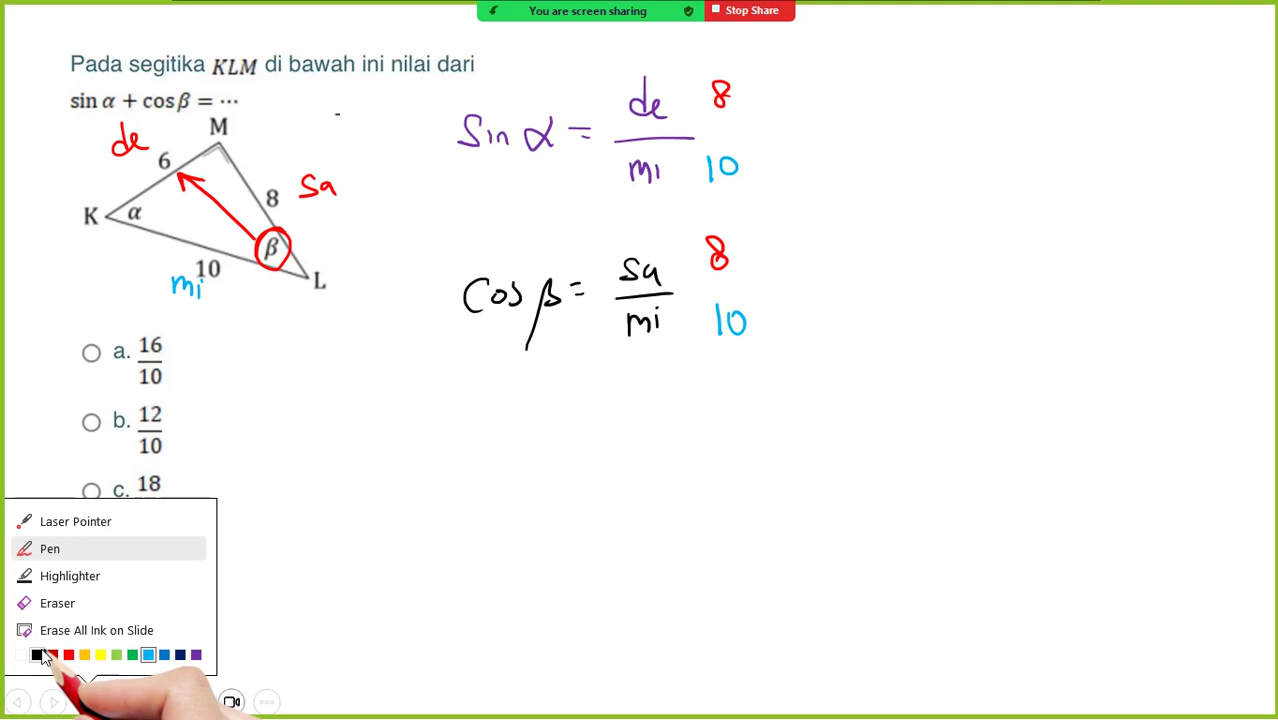 You are screen sharing Stop Share
Pada segitika KLM di bawah ini nilai dari
sin α + cos β = ⋯
de
M
6
8
sa
K
α
β
10
L
mi
Sin α = de/mi 8/10
Cos β = sa/mi 8/10
a. 16/10
b. 12/10
c. 18
Laser Pointer
Pen
Highlighter
Eraser
Erase All Ink on Slide